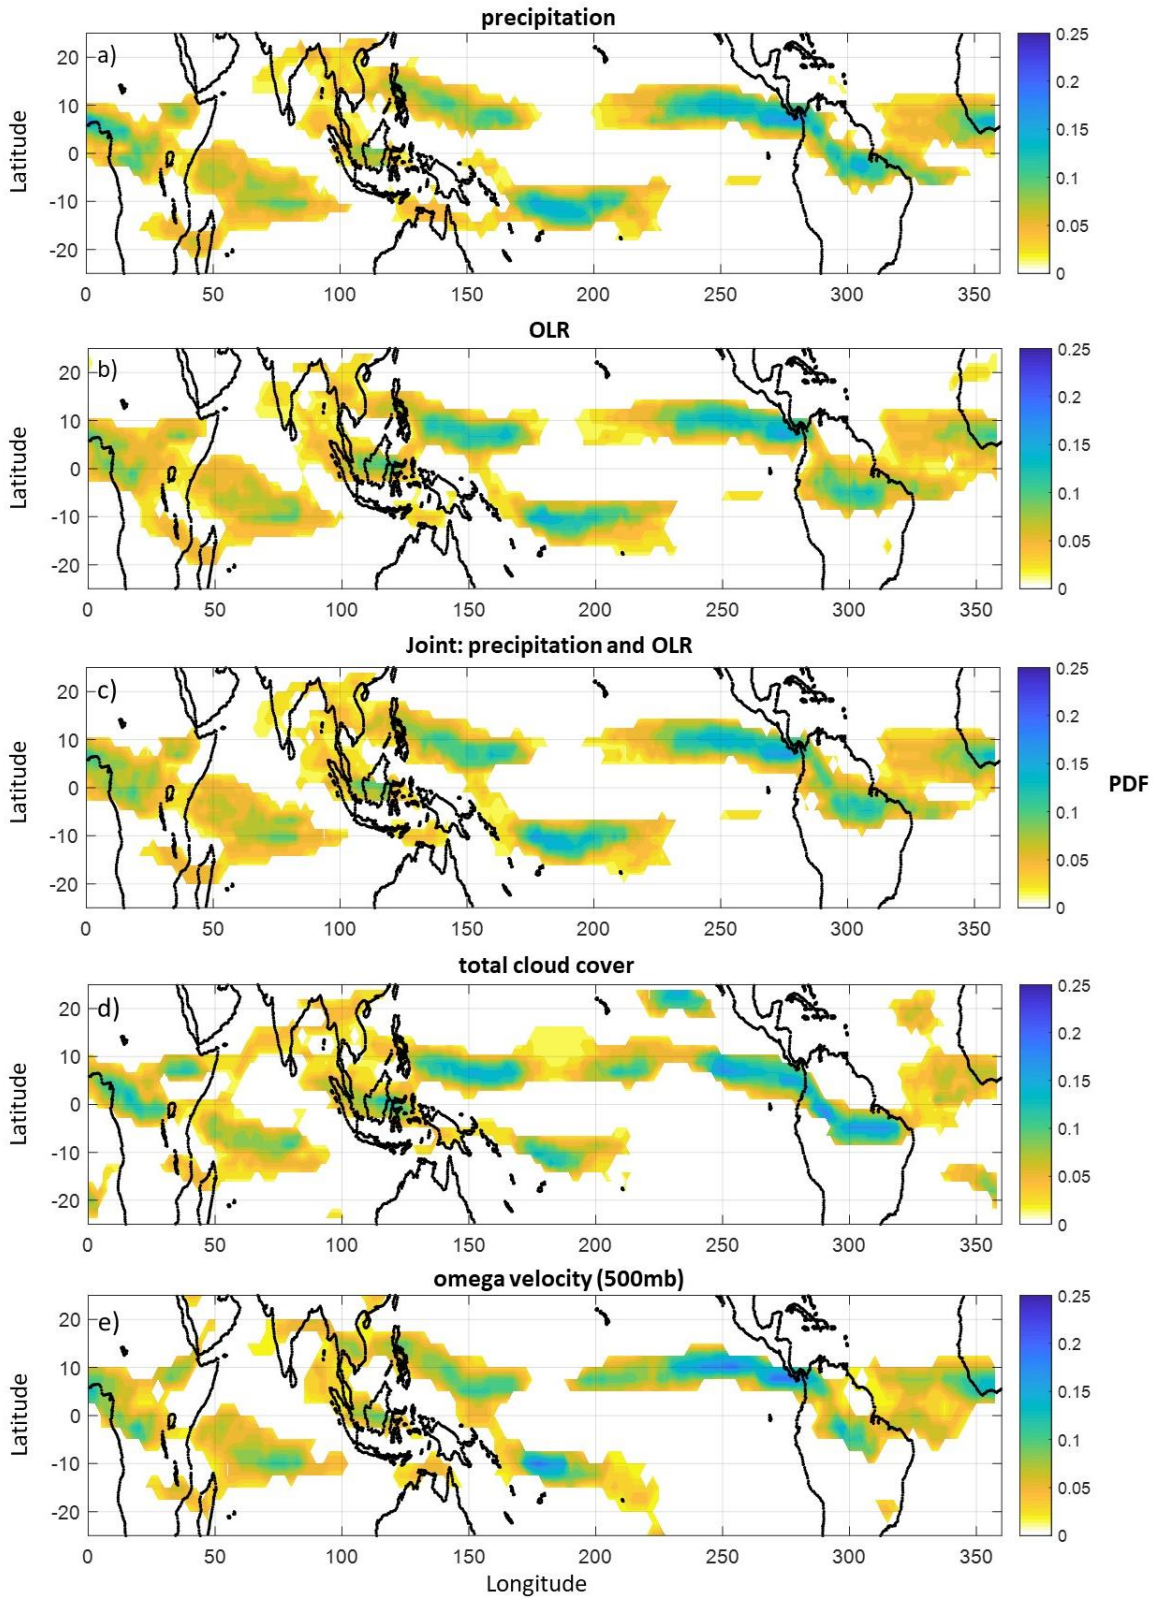 precipitation
a)
20
10
0
-10
-20
Latitude
0 50 100 150 200 250 300 350
0.25
0.2
0.15
0.1
0.05
0
OLR
b)
20
10
0
-10
-20
Latitude
0 50 100 150 200 250 300 350
0.25
0.2
0.15
0.1
0.05
0
Joint: precipitation and OLR
c)
20
10
0
-10
-20
Latitude
0 50 100 150 200 250 300 350
0.25
0.2
0.15
0.1
0.05
0
PDF
total cloud cover
d)
20
10
0
-10
-20
Latitude
0 50 100 150 200 250 300 350
0.25
0.2
0.15
0.1
0.05
0
omega velocity (500mb)
e)
20
10
0
-10
-20
Latitude
0 50 100 150 200 250 300 350
0.25
0.2
0.15
0.1
0.05
0
Longitude